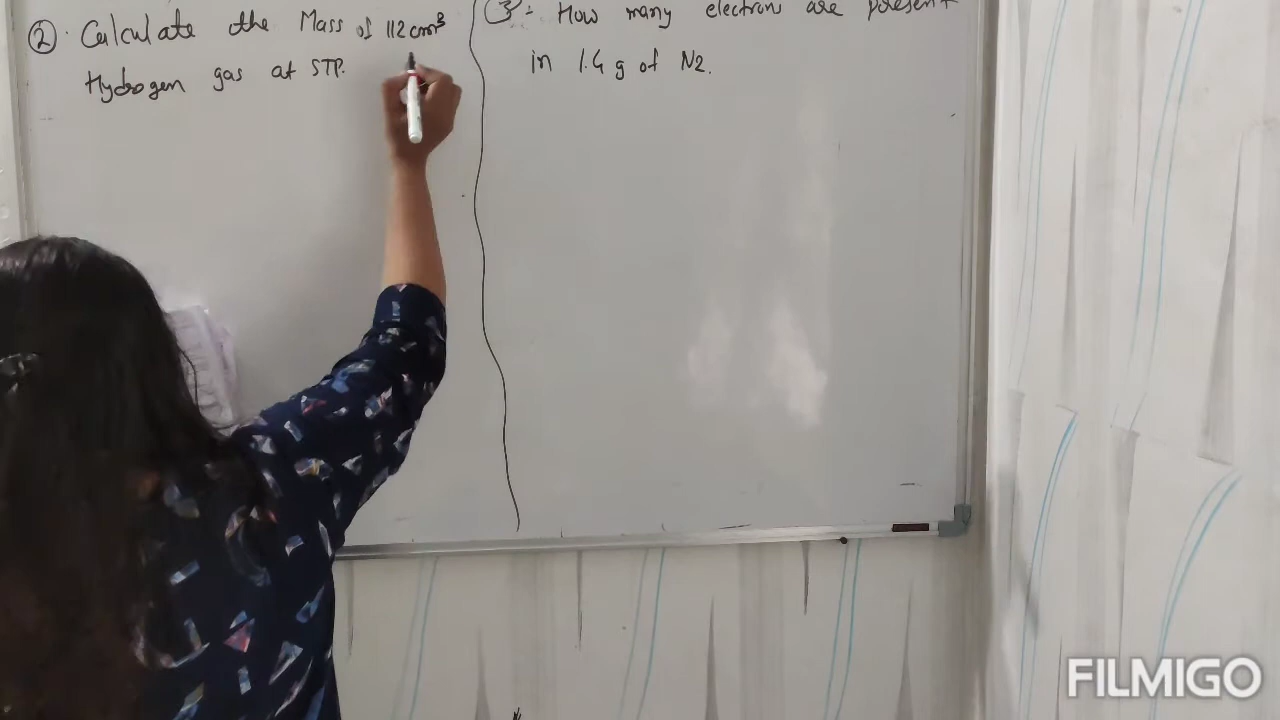 ② Calculate the Mass of 112 cm³
Hydrogen gas at STP.
3 - How many electrons are present
in 1.4 g of N2.
FILMIGO